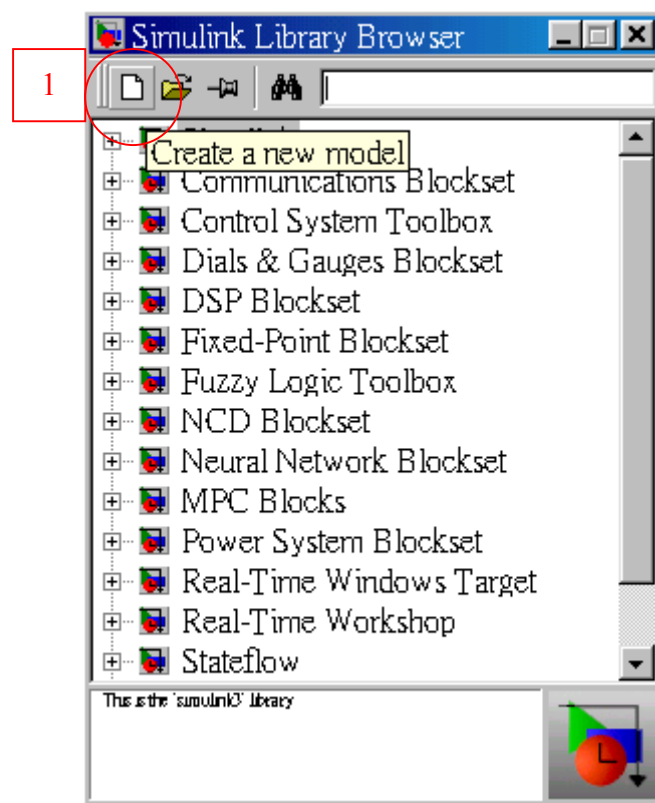 Simulink Library Browser
1
Create a new model
Communications Blockset
Control System Toolbox
Dials & Gauges Blockset
DSP Blockset
Fixed-Point Blockset
Fuzzy Logic Toolbox
NCD Blockset
Neural Network Blockset
MPC Blocks
Power System Blockset
Real-Time Windows Target
Real-Time Workshop
Stateflow
This is the 'simulink3' library